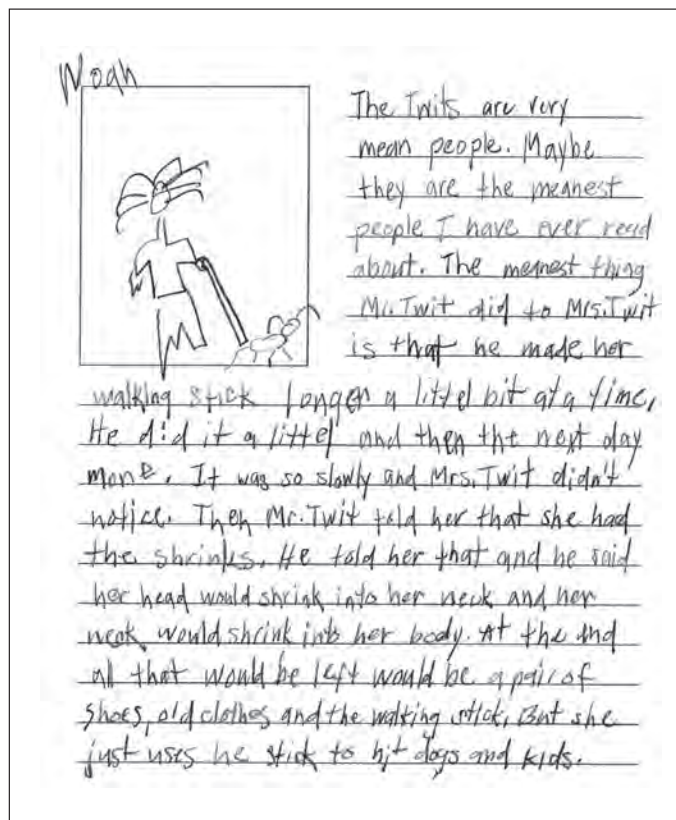 Noah
The Twits are very
mean people. Maybe
they are the meanest
people I have ever read
about. The meanest thing
Mr. Twit did to Mrs. Twit
is that he made her
walking stick longer a littel bit at a time,
He did it a littel and then the next day
more. It was so slowly and Mrs. Twit didn't
notice. Then Mr. Twit told her that she had
the shrinks. He told her that and he said
her head would shrink into her neck and her
neck would shrink into her body. At the end
all that would be left would be a pair of
shoes, old clothes and the walking stick. But she
just uses he stick to hit dogs and kids.